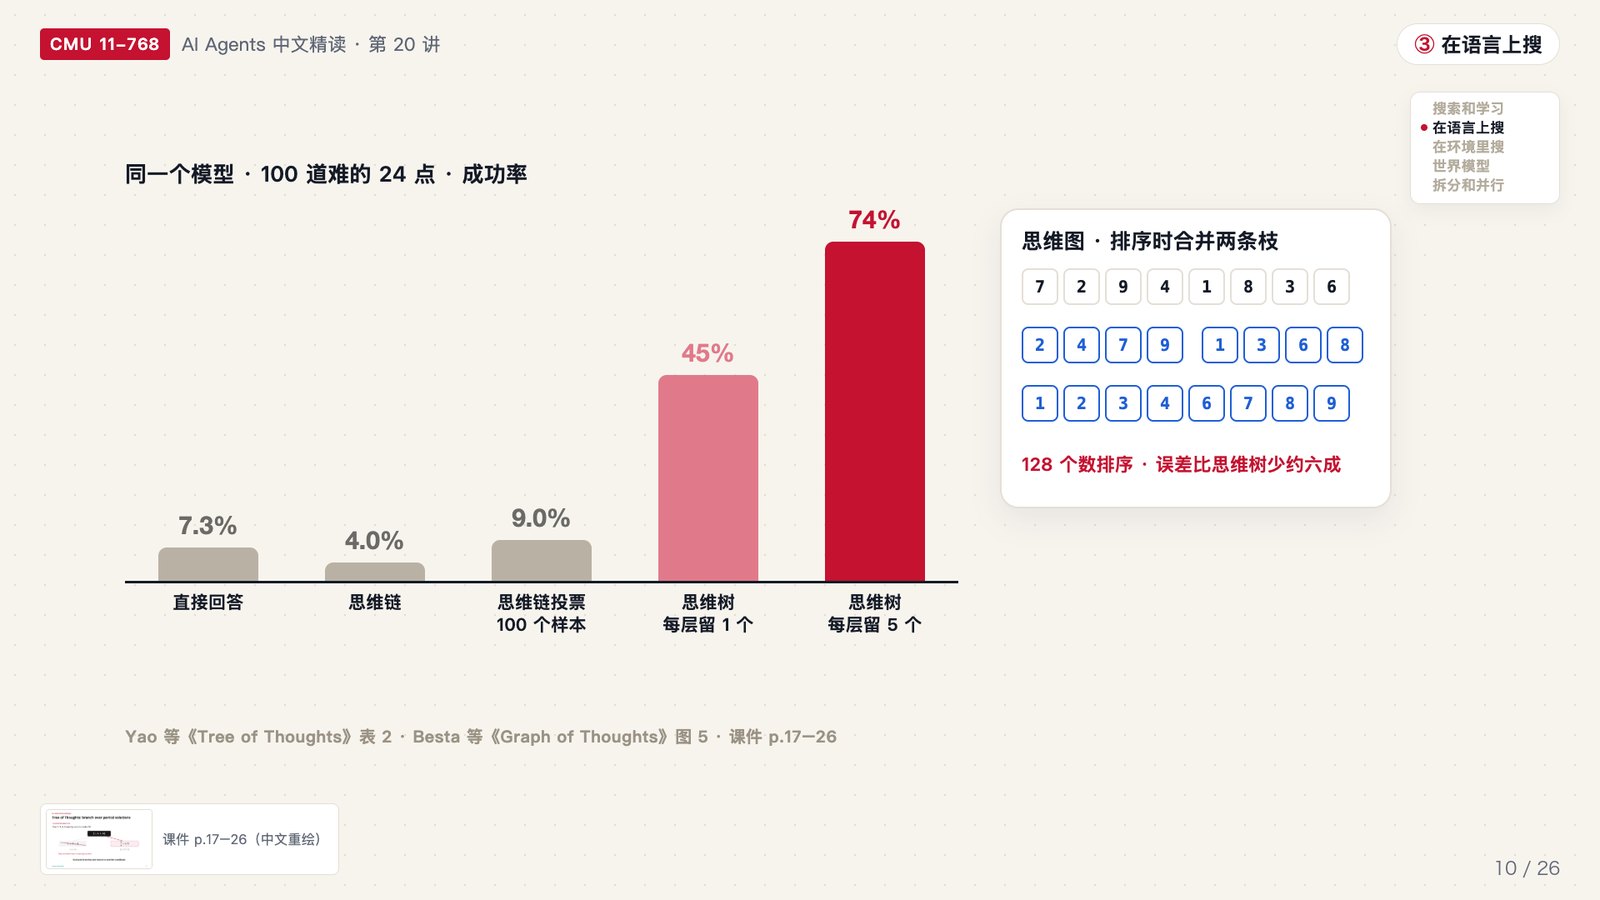 CMU 11-768 AI Agents 中文精读 · 第 20 讲
③ 在语言上搜
搜索和学习
在语言上搜
在环境里搜
世界模型
拆分和并行
同一个模型 · 100 道难的 24 点 · 成功率
7.3%
4.0%
9.0%
45%
74%
直接回答
思维链
思维链投票
100 个样本
思维树
每层留 1 个
思维树
每层留 5 个
思维图 · 排序时合并两条枝
7 2 9 4 1 8 3 6
2 4 7 9 1 3 6 8
1 2 3 4 6 7 8 9
128 个数排序 · 误差比思维树少约六成
Yao 等《Tree of Thoughts》表 2 · Besta 等《Graph of Thoughts》图 5 · 课件 p.17–26
Tree of Thoughts: branch over partial solutions
课件 p.17–26（中文重绘）
10 / 26